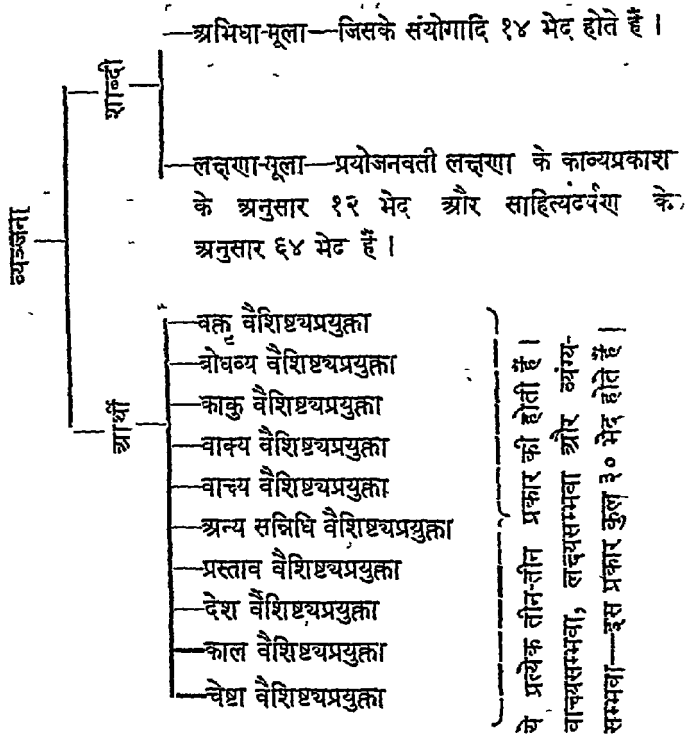 व्यञ्जना
शाब्दी
अभिधा-मूला—जिसके संयोगादि १४ भेद होते हैं ।
लक्षणा-मूला—प्रयोजनवती लक्षणा के काव्यप्रकाश
के अनुसार १२ भेद और साहित्यदर्पण के
अनुसार ६४ भेद हैं ।
आर्थी
वक्तृ वैशिष्ट्यप्रयुक्ता
बोधव्य वैशिष्ट्यप्रयुक्ता
काकु वैशिष्ट्यप्रयुक्ता
वाक्य वैशिष्ट्यप्रयुक्ता
वाच्य वैशिष्ट्यप्रयुक्ता
अन्य सन्निधि वैशिष्ट्यप्रयुक्ता
प्रस्ताव वैशिष्ट्यप्रयुक्ता
देश वैशिष्ट्यप्रयुक्ता
काल वैशिष्ट्यप्रयुक्ता
चेष्टा वैशिष्ट्यप्रयुक्ता
ये प्रत्येक तीन-तीन प्रकार की होती हैं ।
वाच्यसम्भवा, लक्ष्यसम्भवा और व्यंग्य-
सम्भवा—इस प्रकार कुल ३० भेद होते हैं ।